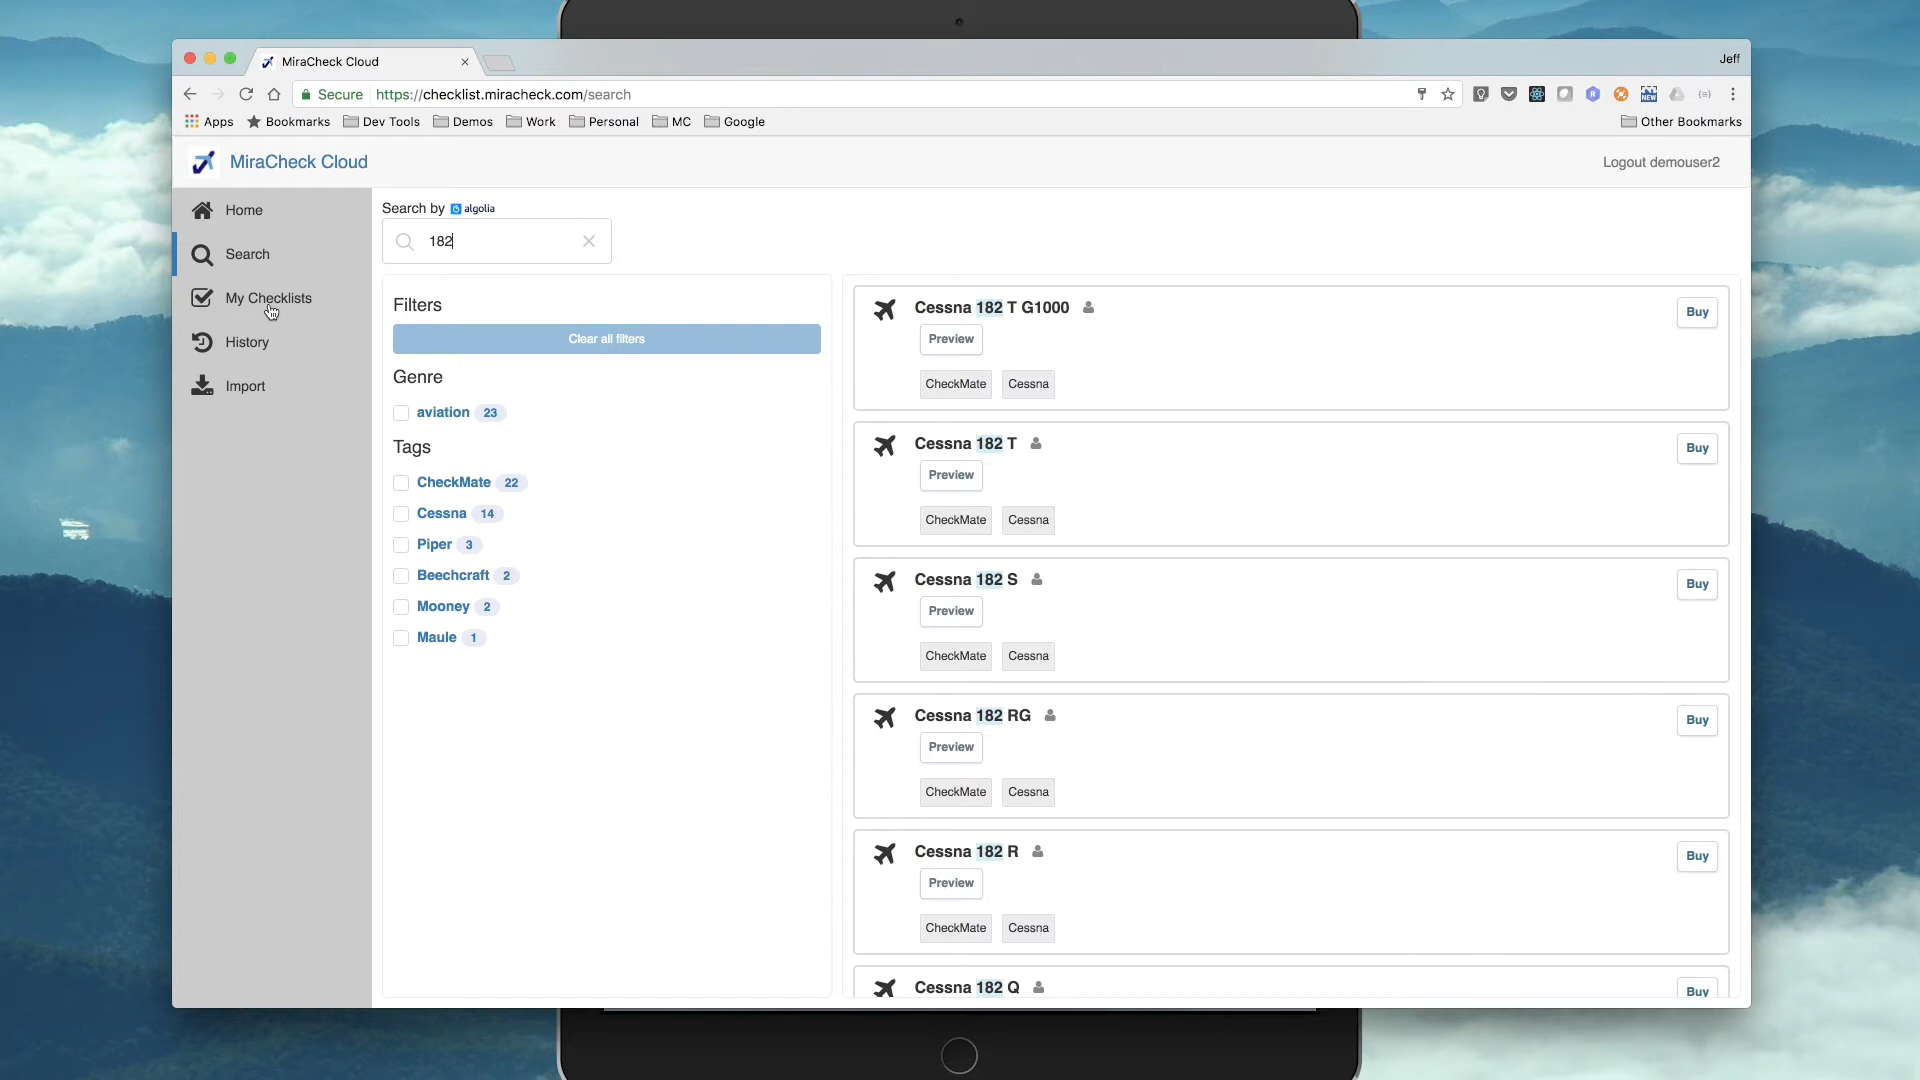 MiraCheck Cloud
Jeff
Secure https://checklist.miracheck.com/search
Apps Bookmarks Dev Tools Demos Work Personal MC Google Other Bookmarks
MiraCheck Cloud
Logout demouser2
Home
Search
My Checklists
History
Import
Search by algolia
182
Filters
Clear all filters
Genre
aviation 23
Tags
CheckMate 22
Cessna 14
Piper 3
Beechcraft 2
Mooney 2
Maule 1
Cessna 182 T G1000
Buy
Preview
CheckMate Cessna
Cessna 182 T
Buy
Preview
CheckMate Cessna
Cessna 182 S
Buy
Preview
CheckMate Cessna
Cessna 182 RG
Buy
Preview
CheckMate Cessna
Cessna 182 R
Buy
Preview
CheckMate Cessna
Cessna 182 Q
Buy